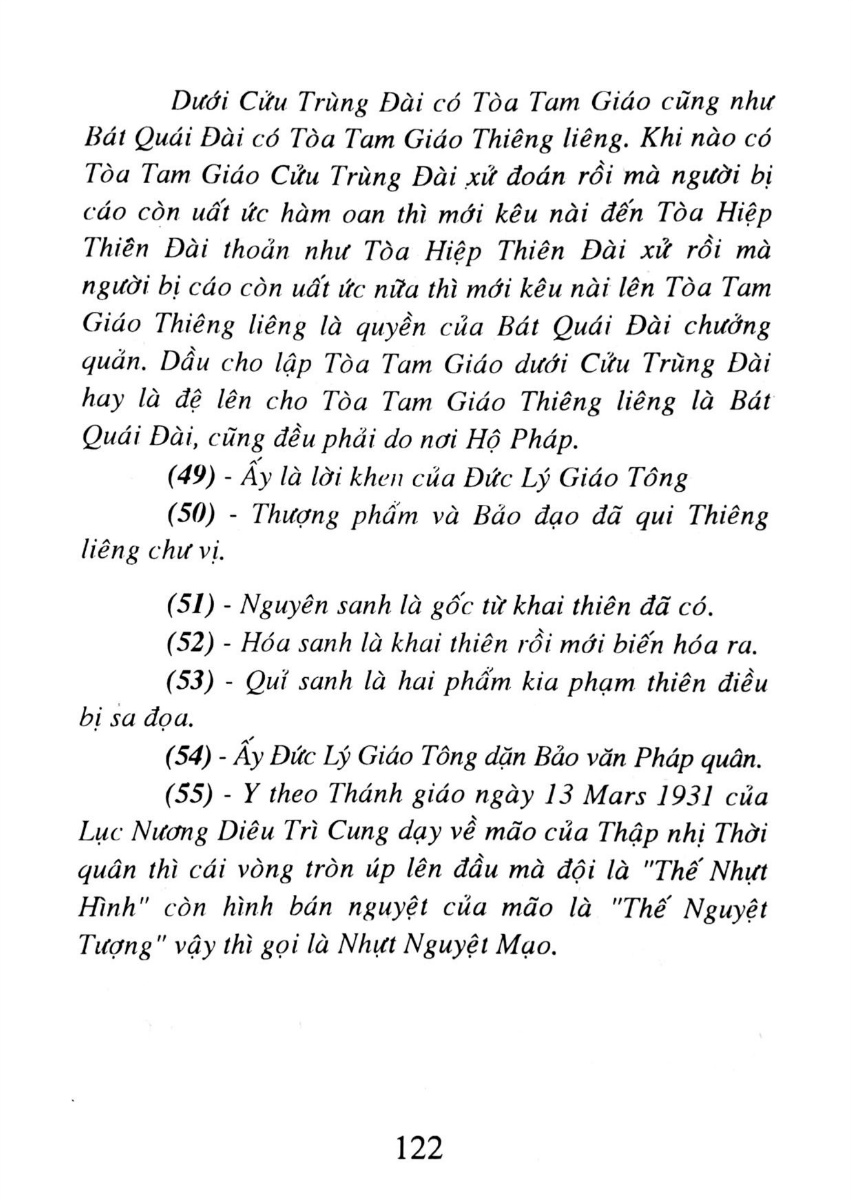 Dưới Cửu Trùng Đài có Tòa Tam Giáo cũng như
Bát Quái Đài có Tòa Tam Giáo Thiêng liêng. Khi nào có
Tòa Tam Giáo Cửu Trùng Đài xử đoán rồi mà người bị
cáo còn uất ức hàm oan thì mới kêu nài đến Tòa Hiệp
Thiên Đài thoản như Tòa Hiệp Thiên Đài xử rồi mà
người bị cáo còn uất ức nữa thì mới kêu nài lên Tòa Tam
Giáo Thiêng liêng là quyền của Bát Quái Đài chưởng
quản. Dầu cho lập Tòa Tam Giáo dưới Cửu Trùng Đài
hay là đệ lên cho Tòa Tam Giáo Thiêng liêng là Bát
Quái Đài, cũng đều phải do nơi Hộ Pháp.
(49) - Ấy là lời khen của Đức Lý Giáo Tông
(50) - Thượng phẩm và Bảo đạo đã qui Thiêng
liêng chư vị.
(51) - Nguyên sanh là gốc từ khai thiên đã có.
(52) - Hóa sanh là khai thiên rồi mới biến hóa ra.
(53) - Quỉ sanh là hai phẩm kia phạm thiên điều
bị sa đọa.
(54) - Ấy Đức Lý Giáo Tông dặn Bảo văn Pháp quân.
(55) - Y theo Thánh giáo ngày 13 Mars 1931 của
Lục Nương Diêu Trì Cung dạy về mão của Thập nhị Thời
quân thì cái vòng tròn úp lên đầu mà đội là "Thế Nhựt
Hình" còn hình bán nguyệt của mão là "Thế Nguyệt
Tượng" vậy thì gọi là Nhựt Nguyệt Mạo.
122